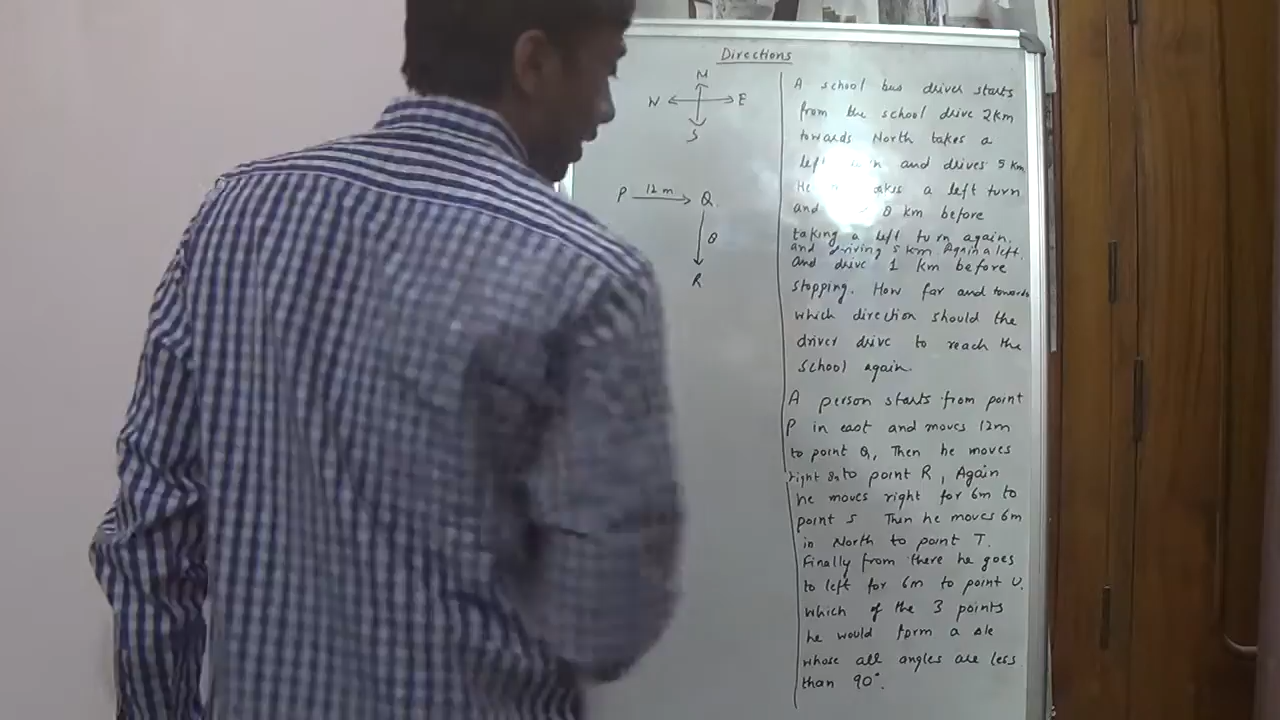 Directions
N
W E
S
P 12 m Q
8
R
A school bus driver starts
from the school drive 2km
towards North takes a
and drives 5 km
He a left turn
and 8 km before
taking a left turn again,
and driving 5 km Again a left.
and drive 1 km before
stopping. How far and towards
which direction should the
driver drive to reach the
school again.
A person starts from point
P in east and moves 12m
to point Q, Then he moves
right 8m to point R, Again
he moves right for 6m to
point S Then he moves 6m
in North to point T.
Finally from there he goes
to left for 6m to point U.
which of the 3 points
he would form a
whose all angles are less
than 90°.